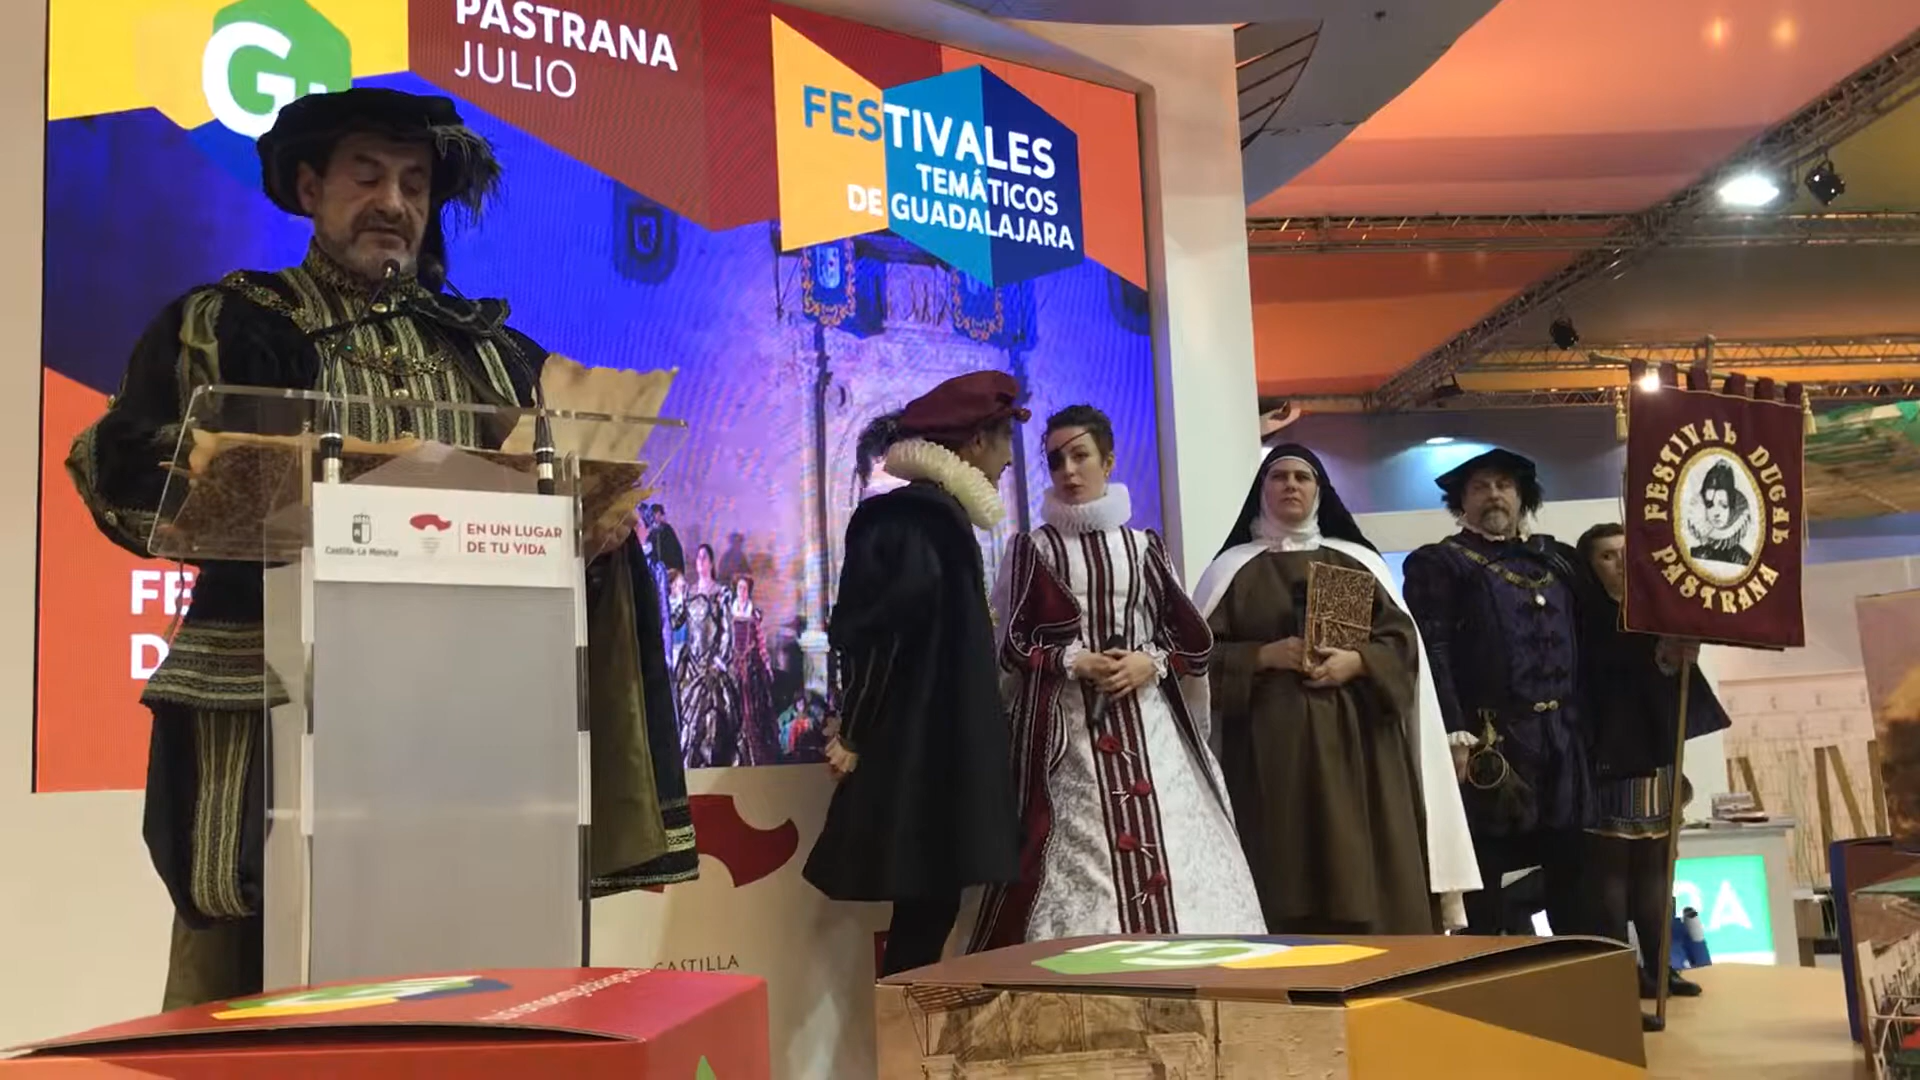 G
PASTRANA
JULIO
FESTIVALES
TEMÁTICOS
DE GUADALAJARA
FE
D
Castilla-La Mancha
EN UN LUGAR
DE TU VIDA
FESTIVAL DUCAL
PASTRANA
CASTILLA